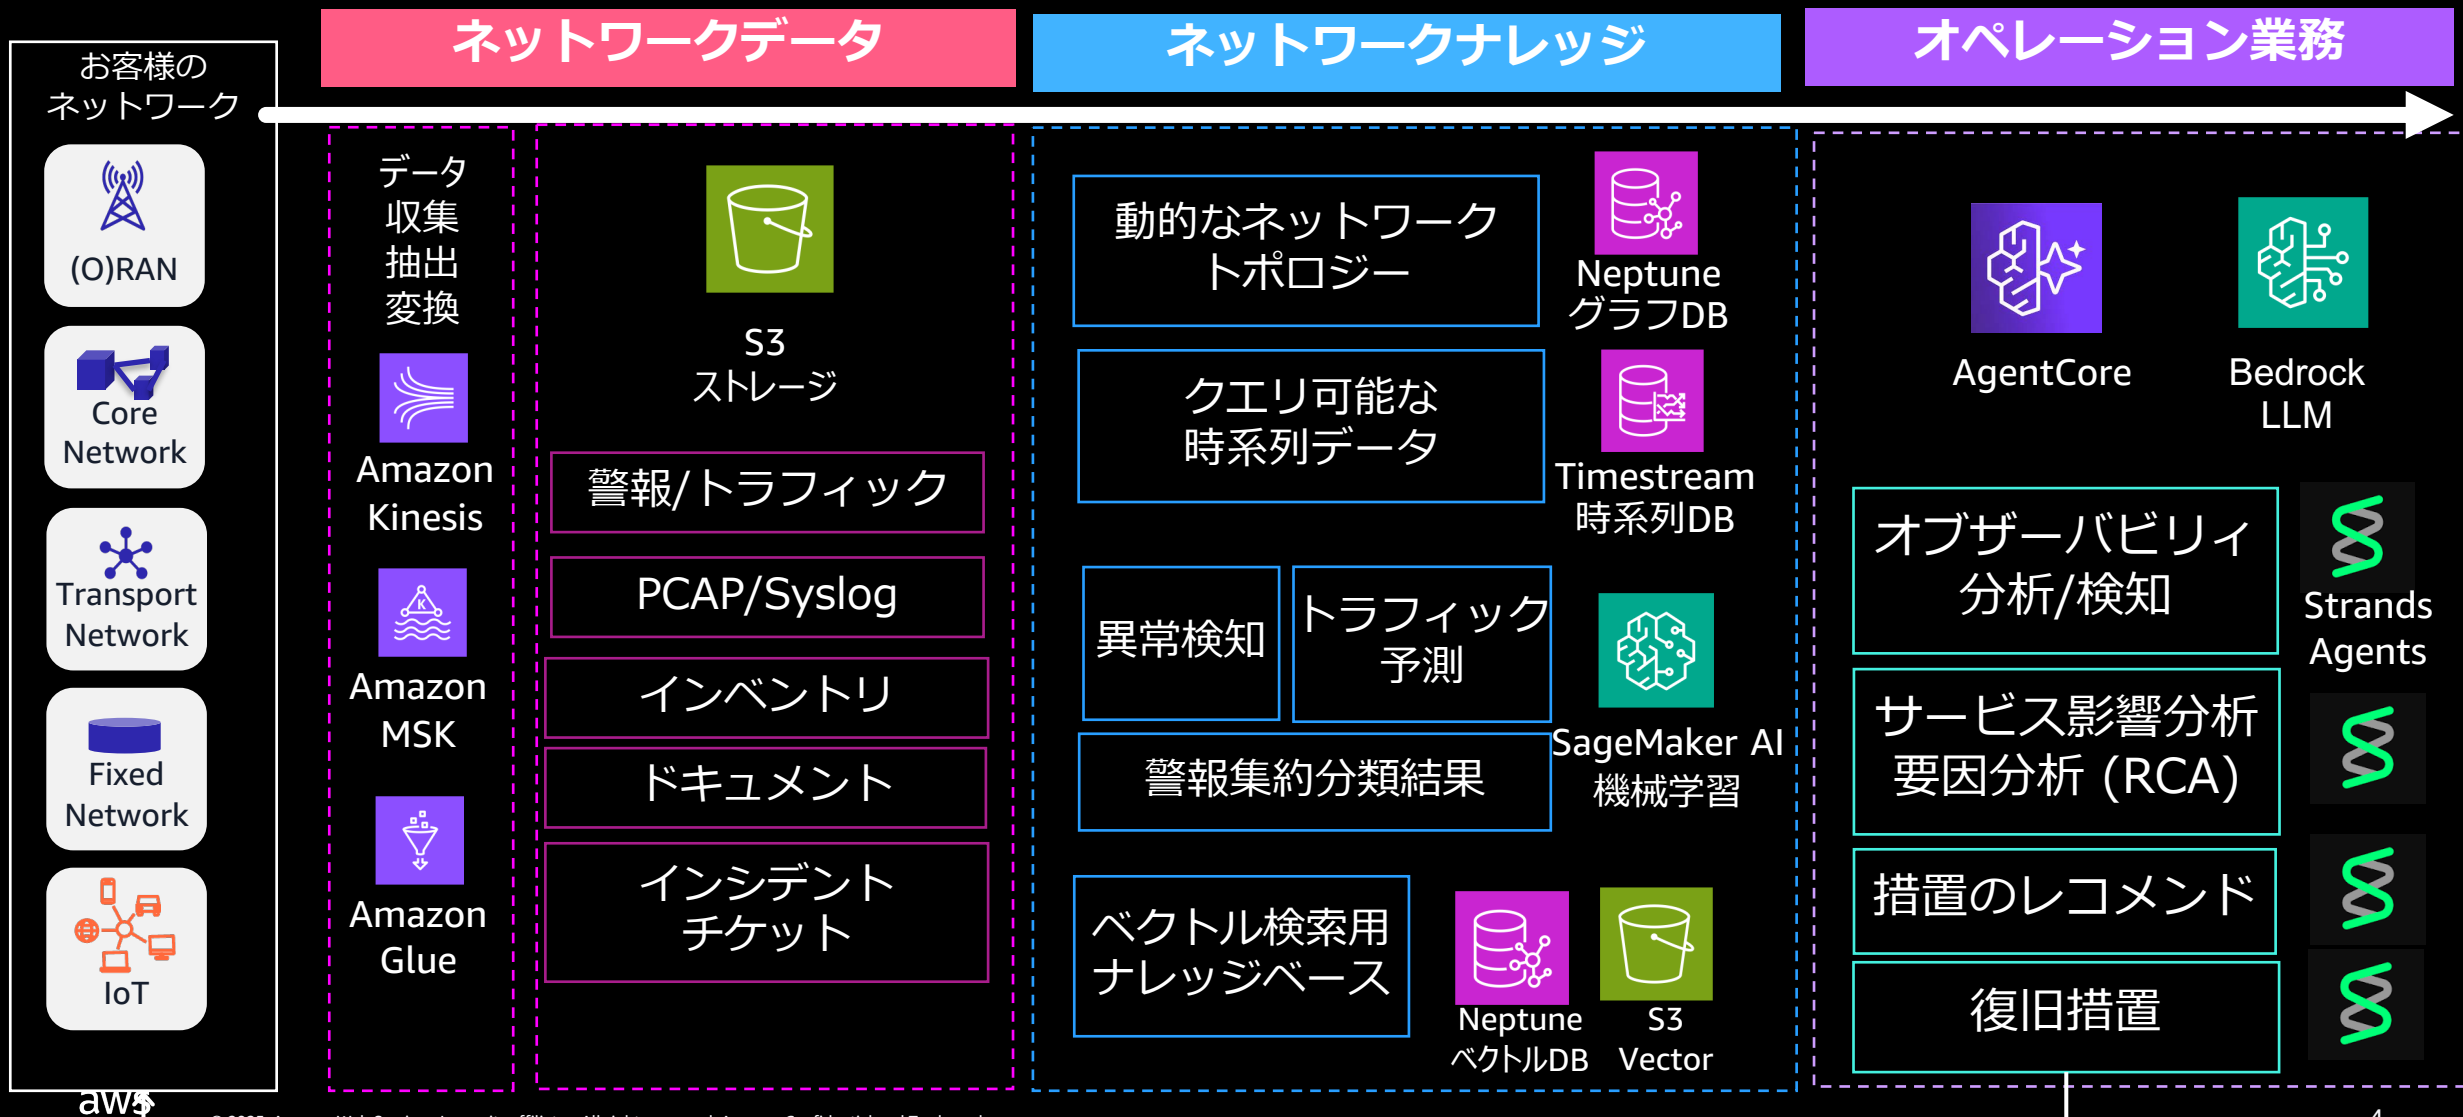 ネットワークデータ
ネットワークナレッジ
オペレーション業務
お客様の
ネットワーク
(O)RAN
Core
Network
Transport
Network
Fixed
Network
IoT
データ
収集
抽出
変換
Amazon
Kinesis
Amazon
MSK
Amazon
Glue
S3
ストレージ
警報/トラフィック
PCAP/Syslog
インベントリ
ドキュメント
インシデント
チケット
動的なネットワーク
トポロジー
Neptune
グラフDB
クエリ可能な
時系列データ
Timestream
時系列DB
異常検知
トラフィック
予測
SageMaker AI
機械学習
警報集約分類結果
ベクトル検索用
ナレッジベース
Neptune
ベクトルDB
S3
Vector
AgentCore
Bedrock
LLM
オブザーバビリィ
分析/検知
Strands
Agents
サービス影響分析
要因分析 (RCA)
措置のレコメンド
復旧措置
aws